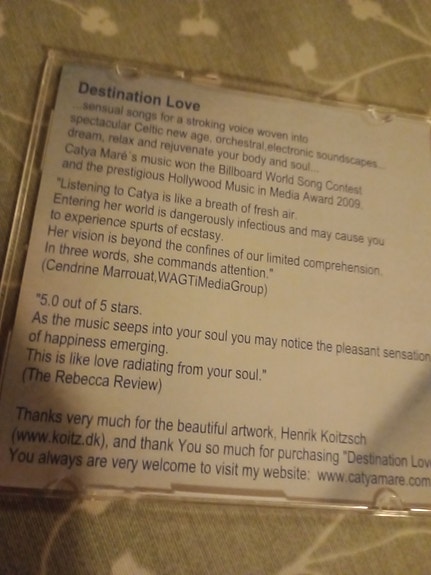 Destination Love
...sensual songs for a stroking voice woven into
spectacular Celtic new age, orchestral,electronic soundscapes...
dream, relax and rejuvenate your body and soul...
Catya Maré´s music won the Billboard World Song Contest
and the prestigious Hollywood Music in Media Award 2009.
"Listening to Catya is like a breath of fresh air.
Entering her world is dangerously infectious and may cause you
to experience spurts of ecstasy.
Her vision is beyond the confines of our limited comprehension.
In three words, she commands attention."
(Cendrine Marrouat,WAGTiMediaGroup)
"5.0 out of 5 stars.
As the music seeps into your soul you may notice the pleasant sensation
of happiness emerging.
This is like love radiating from your soul."
(The Rebecca Review)
Thanks very much for the beautiful artwork, Henrik Koitzsch
(www.koitz.dk), and thank You so much for purchasing "Destination Lov
You always are very welcome to visit my website: www.catyamare.com